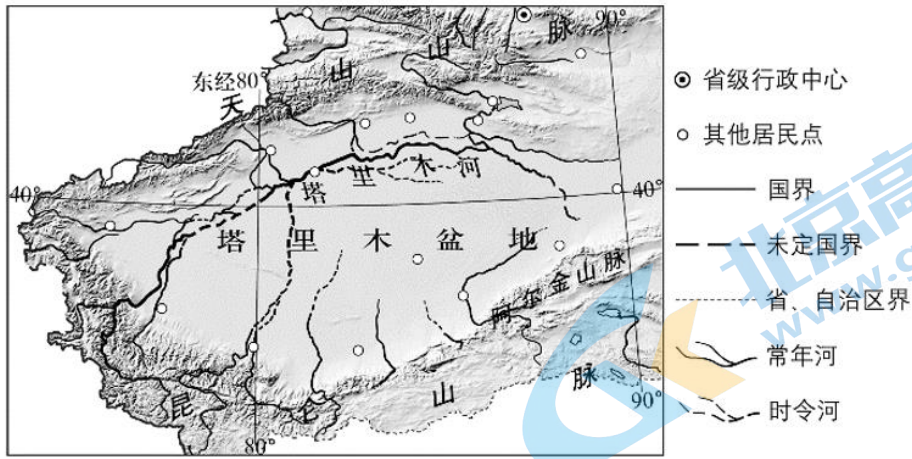 山
山
脉
90°
东经80°
天
塔 里 木 河
40°
40°
塔 里 木 盆 地
阿尔金山脉
昆 仑 山 脉
80°
90°
省级行政中心
其他居民点
国界
未定国界
省、自治区界
常年河
时令河
北京高
www.g